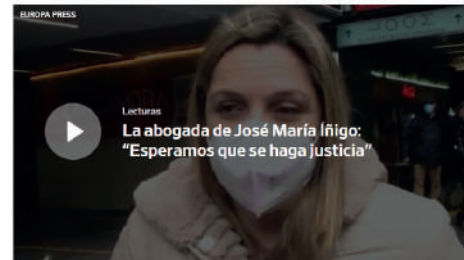 EUROPA PRESS
Lecturas
La abogada de José María Íñigo:
“Esperamos que se haga justicia”